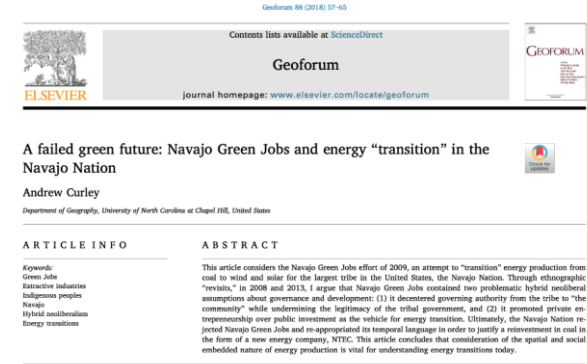 Geoforum 88 (2018) 57–65
Contents lists available at ScienceDirect
Geoforum
journal homepage: www.elsevier.com/locate/geoforum
ELSEVIER
GEOFORUM
A failed green future: Navajo Green Jobs and energy “transition” in the
Navajo Nation
Check for
updates
Andrew Curley
Department of Geography, University of North Carolina at Chapel Hill, United States
ARTICLE INFO
Keywords:
Green Jobs
Extractive industries
Indigenous peoples
Navajo
Hybrid neoliberalism
Energy transitions
ABSTRACT
This article considers the Navajo Green Jobs effort of 2009, an attempt to “transition” energy production from
coal to wind and solar for the largest tribe in the United States, the Navajo Nation. Through ethnographic
“revisits,” in 2008 and 2013, I argue that Navajo Green Jobs contained two problematic hybrid neoliberal
assumptions about governance and development: (1) it decentered governing authority from the tribe to “the
community” while undermining the legitimacy of the tribal government, and (2) it promoted private en-
trepreneurship over public investment as the vehicle for energy transition. Ultimately, the Navajo Nation re-
jected Navajo Green Jobs and re-appropriated its temporal language in order to justify a reinvestment in coal in
the form of a new energy company, NTEC. This article concludes that consideration of the spatial and social
embedded nature of energy production is vital for understanding energy transitions today.